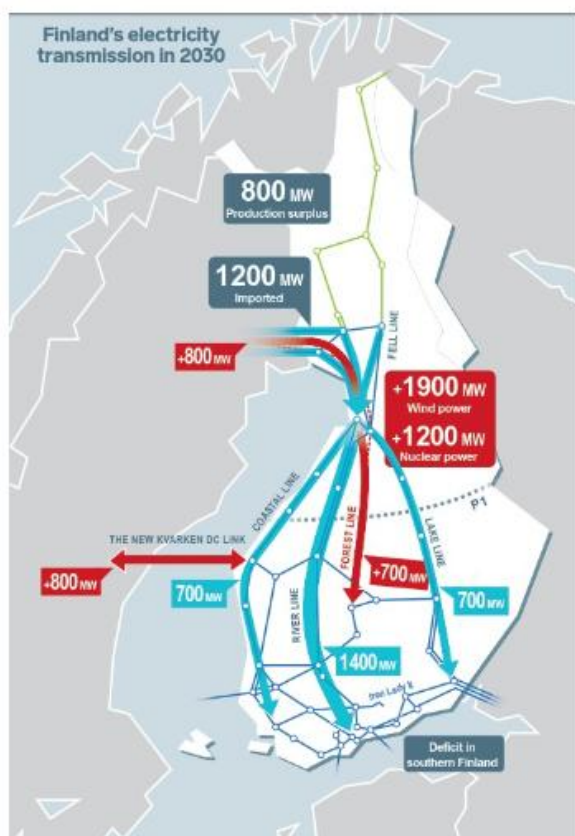 Finland's electricity
transmission in 2030
800 MW
Production surplus
1200 MW
Imported
FELL LINE
+800 MW
+1900 MW
Wind power
+1200 MW
Nuclear power
COASTAL LINE
P1
THE NEW KVARKEN DC LINK
FOREST LINE
LAKE LINE
+800 MW
700 MW
RIVER LINE
+700 MW
700 MW
1400 MW
Iron Lady
Deficit in
southern Finland